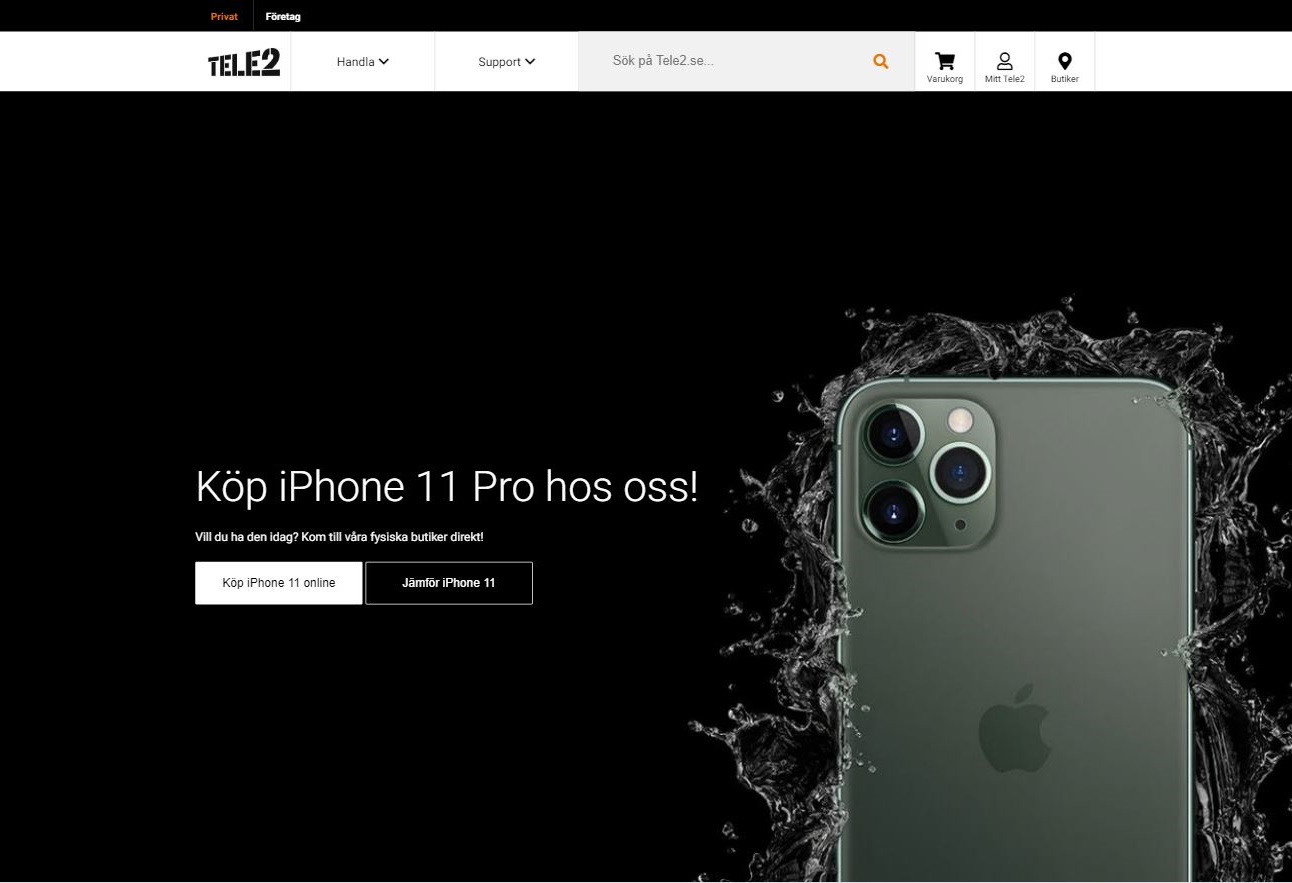 Privat
Företag
TELE2
Handla
Support
Sök på Tele2.se...
Varukorg
Mitt Tele2
Butiker
Köp iPhone 11 Pro hos oss!
Vill du ha den idag? Kom till våra fysiska butiker direkt!
Köp iPhone 11 online
Jämför iPhone 11